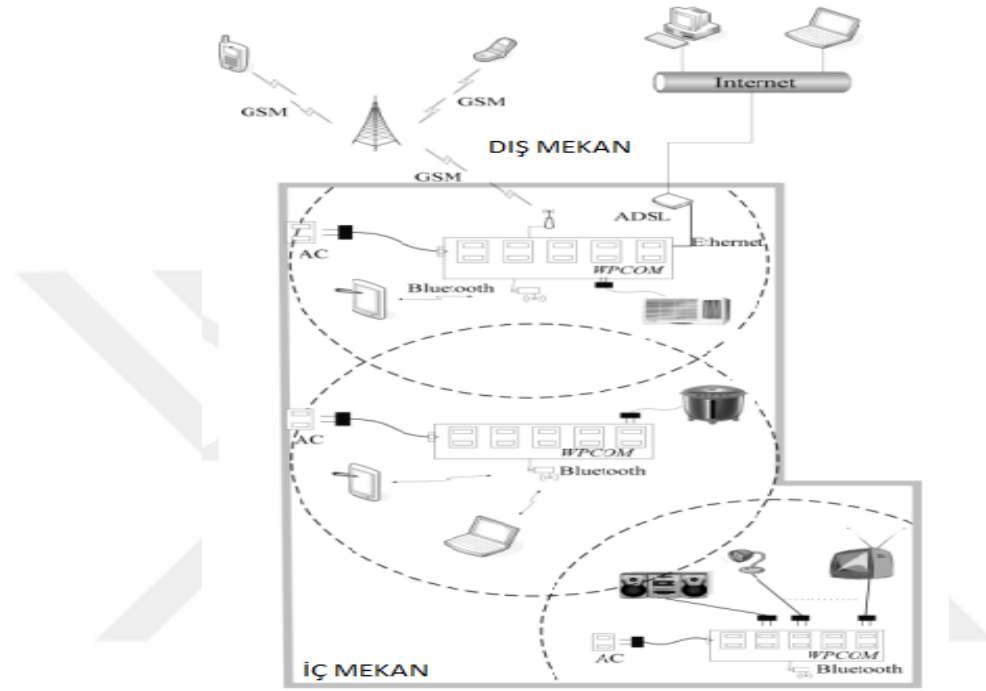 Internet
GSM
GSM
DIŞ MEKAN
GSM
ADSL
Ethernet
AC
WPCOM
Bluetooth
AC
WPCOM
Bluetooth
AC
WPCOM
Bluetooth
İÇ MEKAN